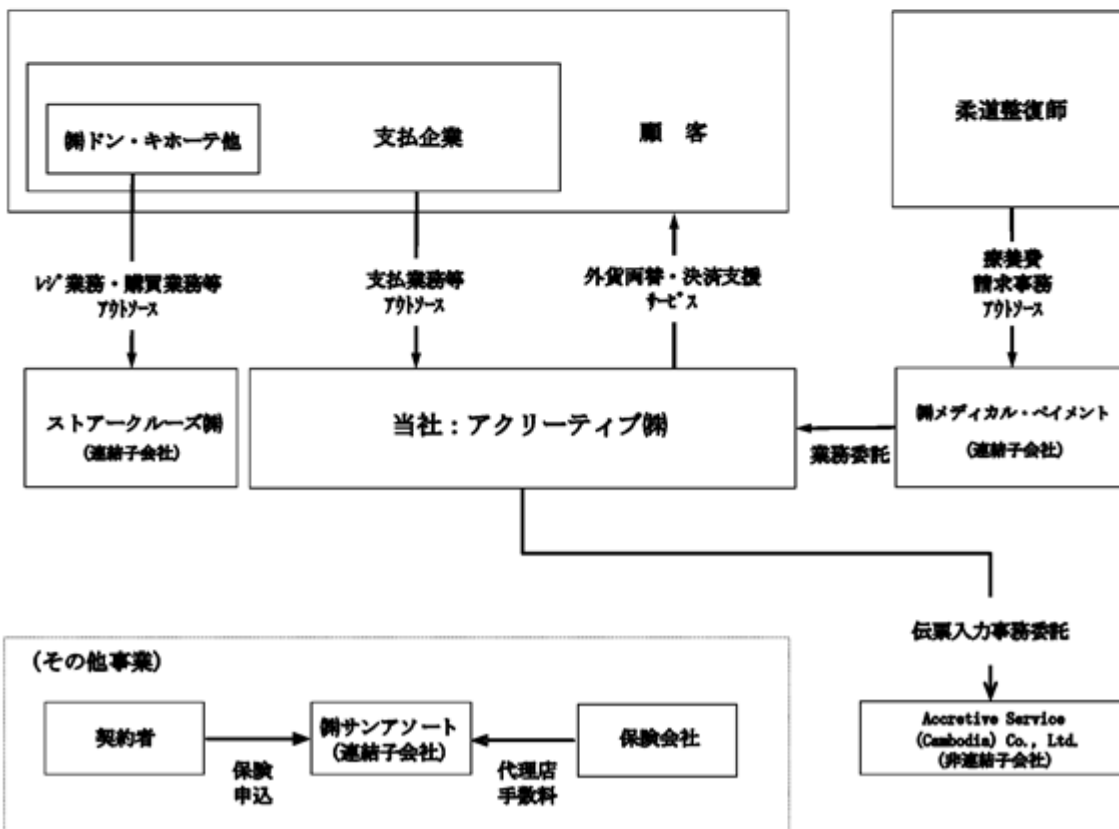 ㈱ドン・キホーテ他
支払企業
顧 客
柔道整復師
ﾚｼﾞ業務・購買業務等
ｱｳﾄｿｰｽ
支払業務等
ｱｳﾄｿｰｽ
外貨両替・決済支援
ｻｰﾋﾞｽ
療養費
請求事務
ｱｳﾄｿｰｽ
ストアークルーズ㈱
(連結子会社)
当社：アクリーティブ㈱
業務委託
㈱メディカル・ペイメント
(連結子会社)
伝票入力事務委託
Accretive Service
(Cambodia) Co., Ltd.
(非連結子会社)
(その他事業)
契約者
保険
申込
㈱サンアソート
(連結子会社)
代理店
手数料
保険会社